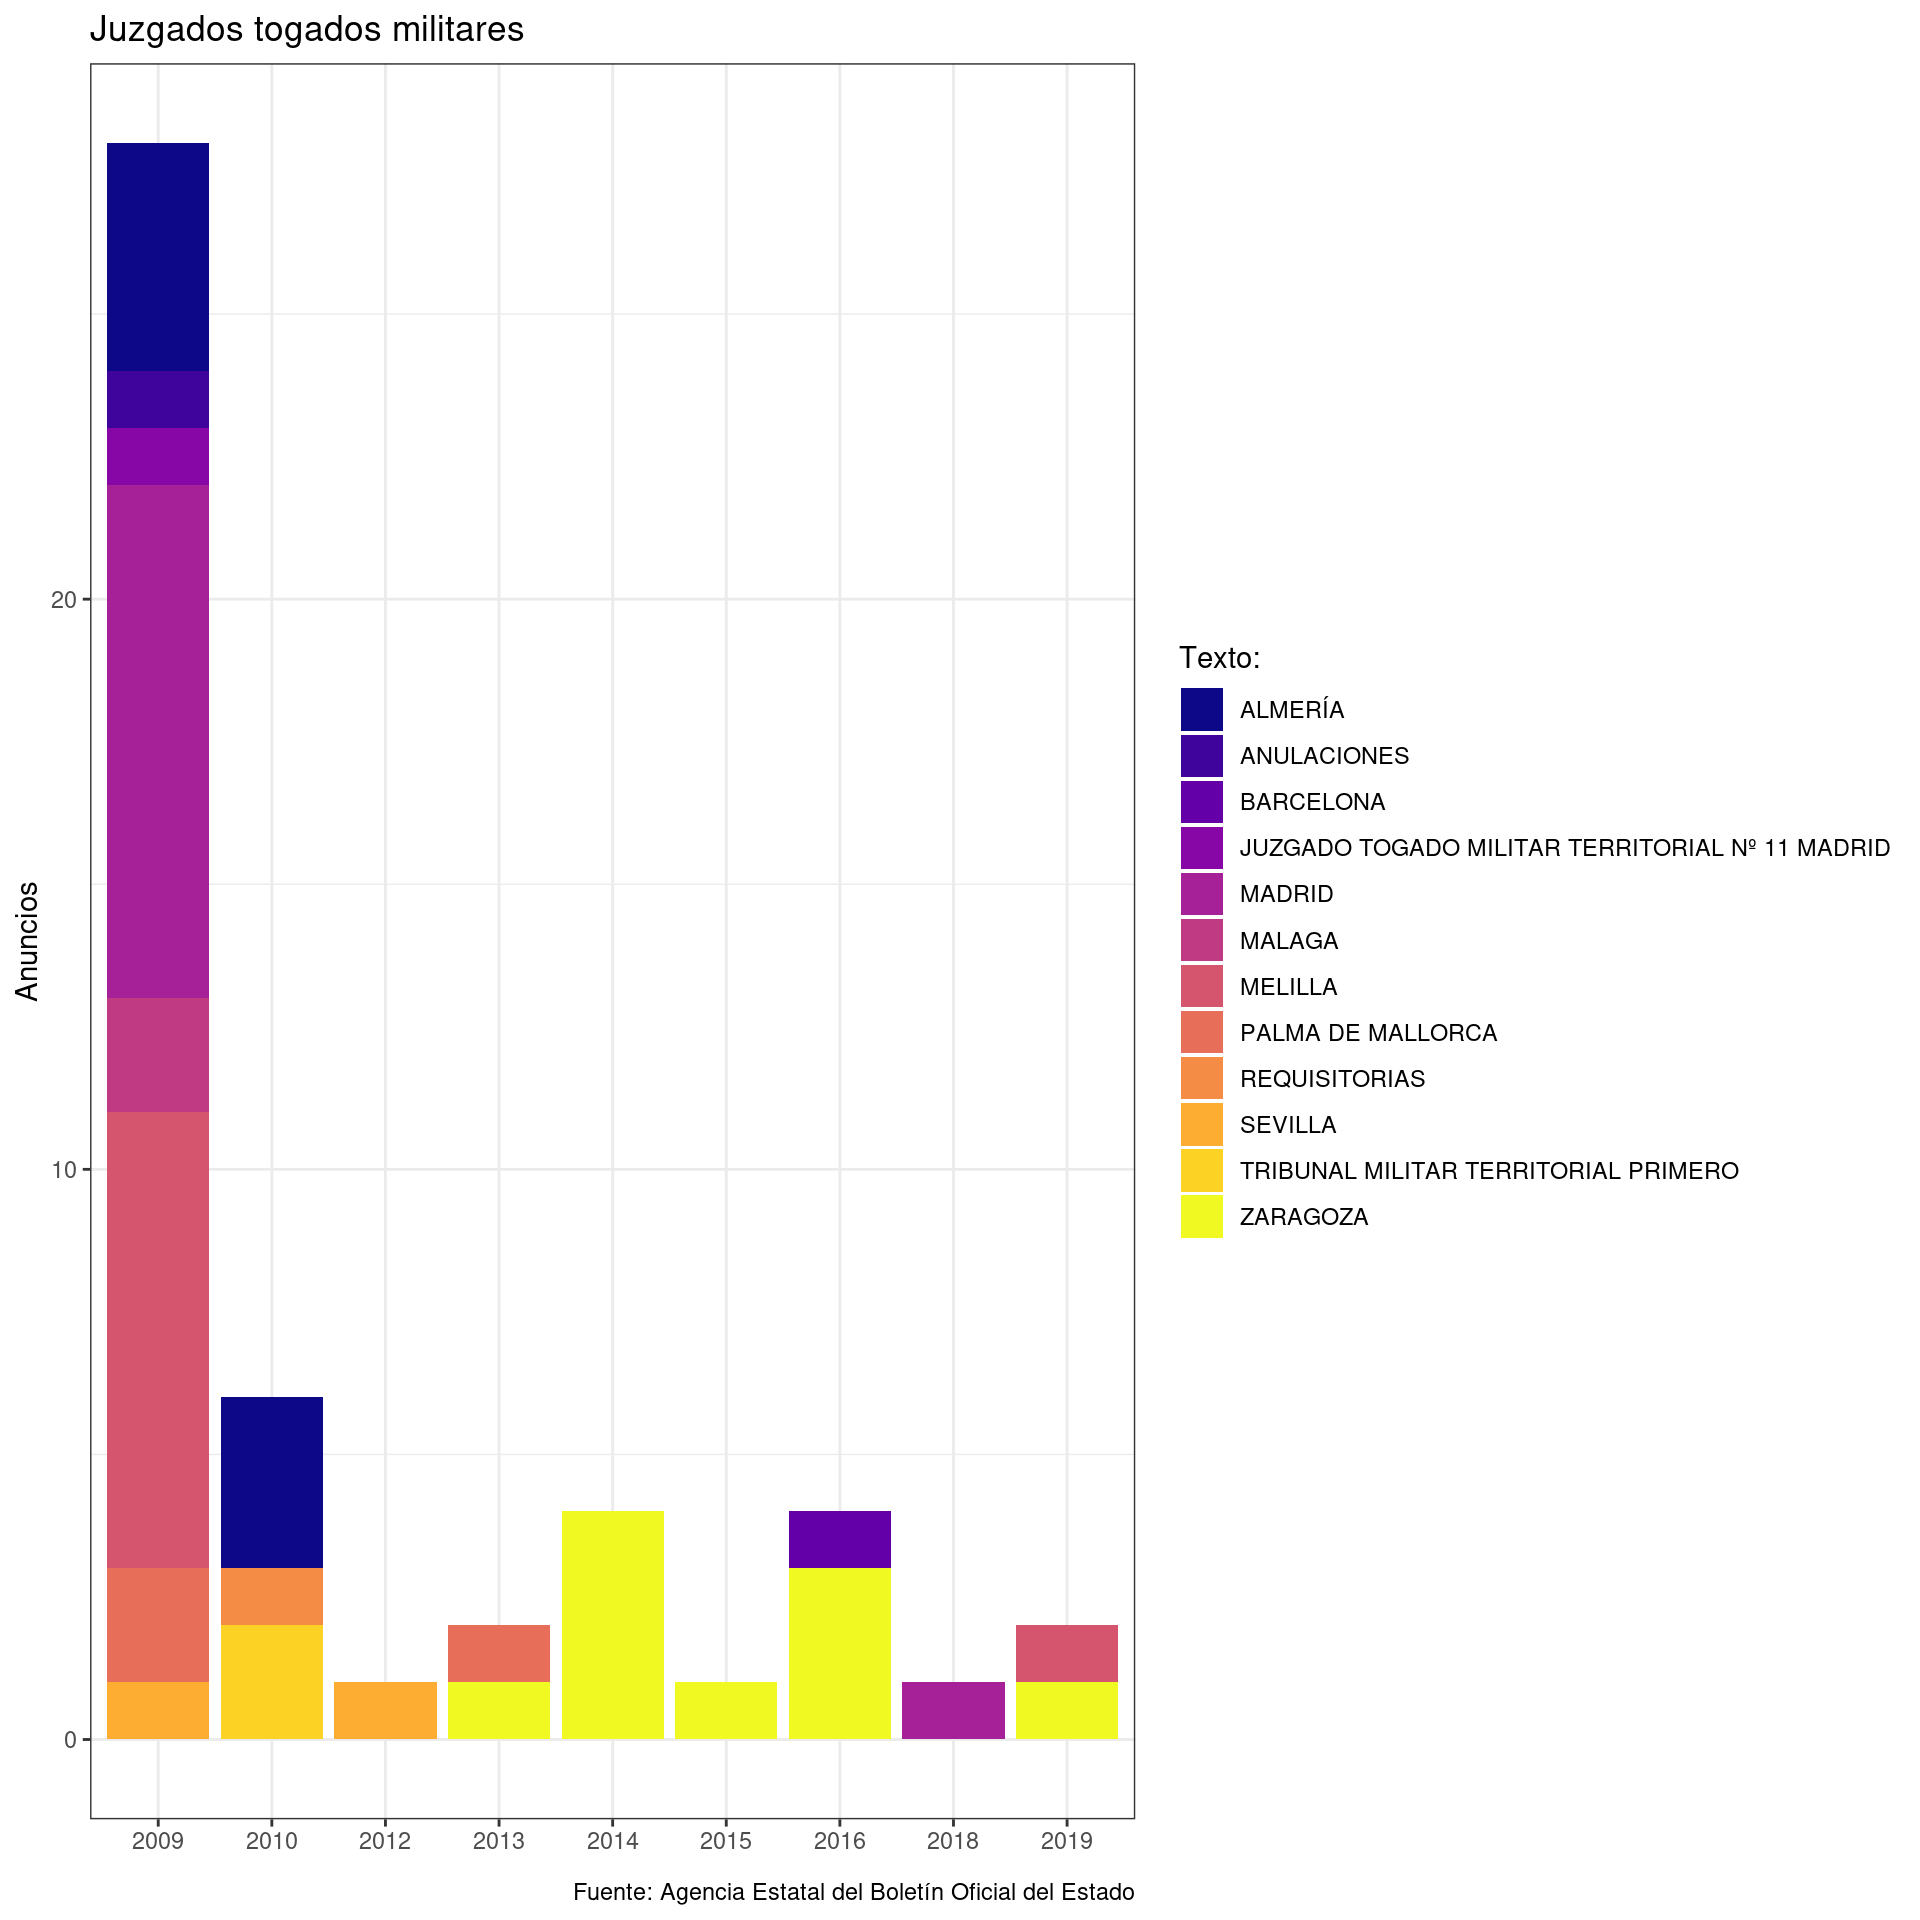 Juzgados togados militares
Anuncios
20
10
0
2009 2010 2012 2013 2014 2015 2016 2018 2019
Fuente: Agencia Estatal del Boletín Oficial del Estado
Texto:
ALMERÍA
ANULACIONES
BARCELONA
JUZGADO TOGADO MILITAR TERRITORIAL Nº 11 MADRID
MADRID
MALAGA
MELILLA
PALMA DE MALLORCA
REQUISITORIAS
SEVILLA
TRIBUNAL MILITAR TERRITORIAL PRIMERO
ZARAGOZA